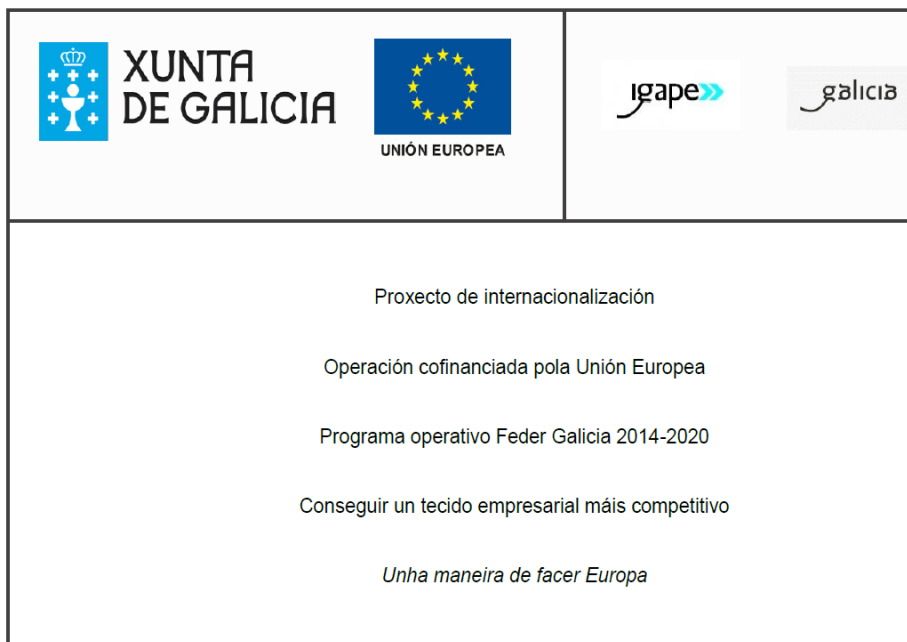 XUNTA
DE GALICIA
UNIÓN EUROPEA
igape
galicia
Proxecto de internacionalización
Operación cofinanciada pola Unión Europea
Programa operativo Feder Galicia 2014-2020
Conseguir un tecido empresarial máis competitivo
Unha maneira de facer Europa